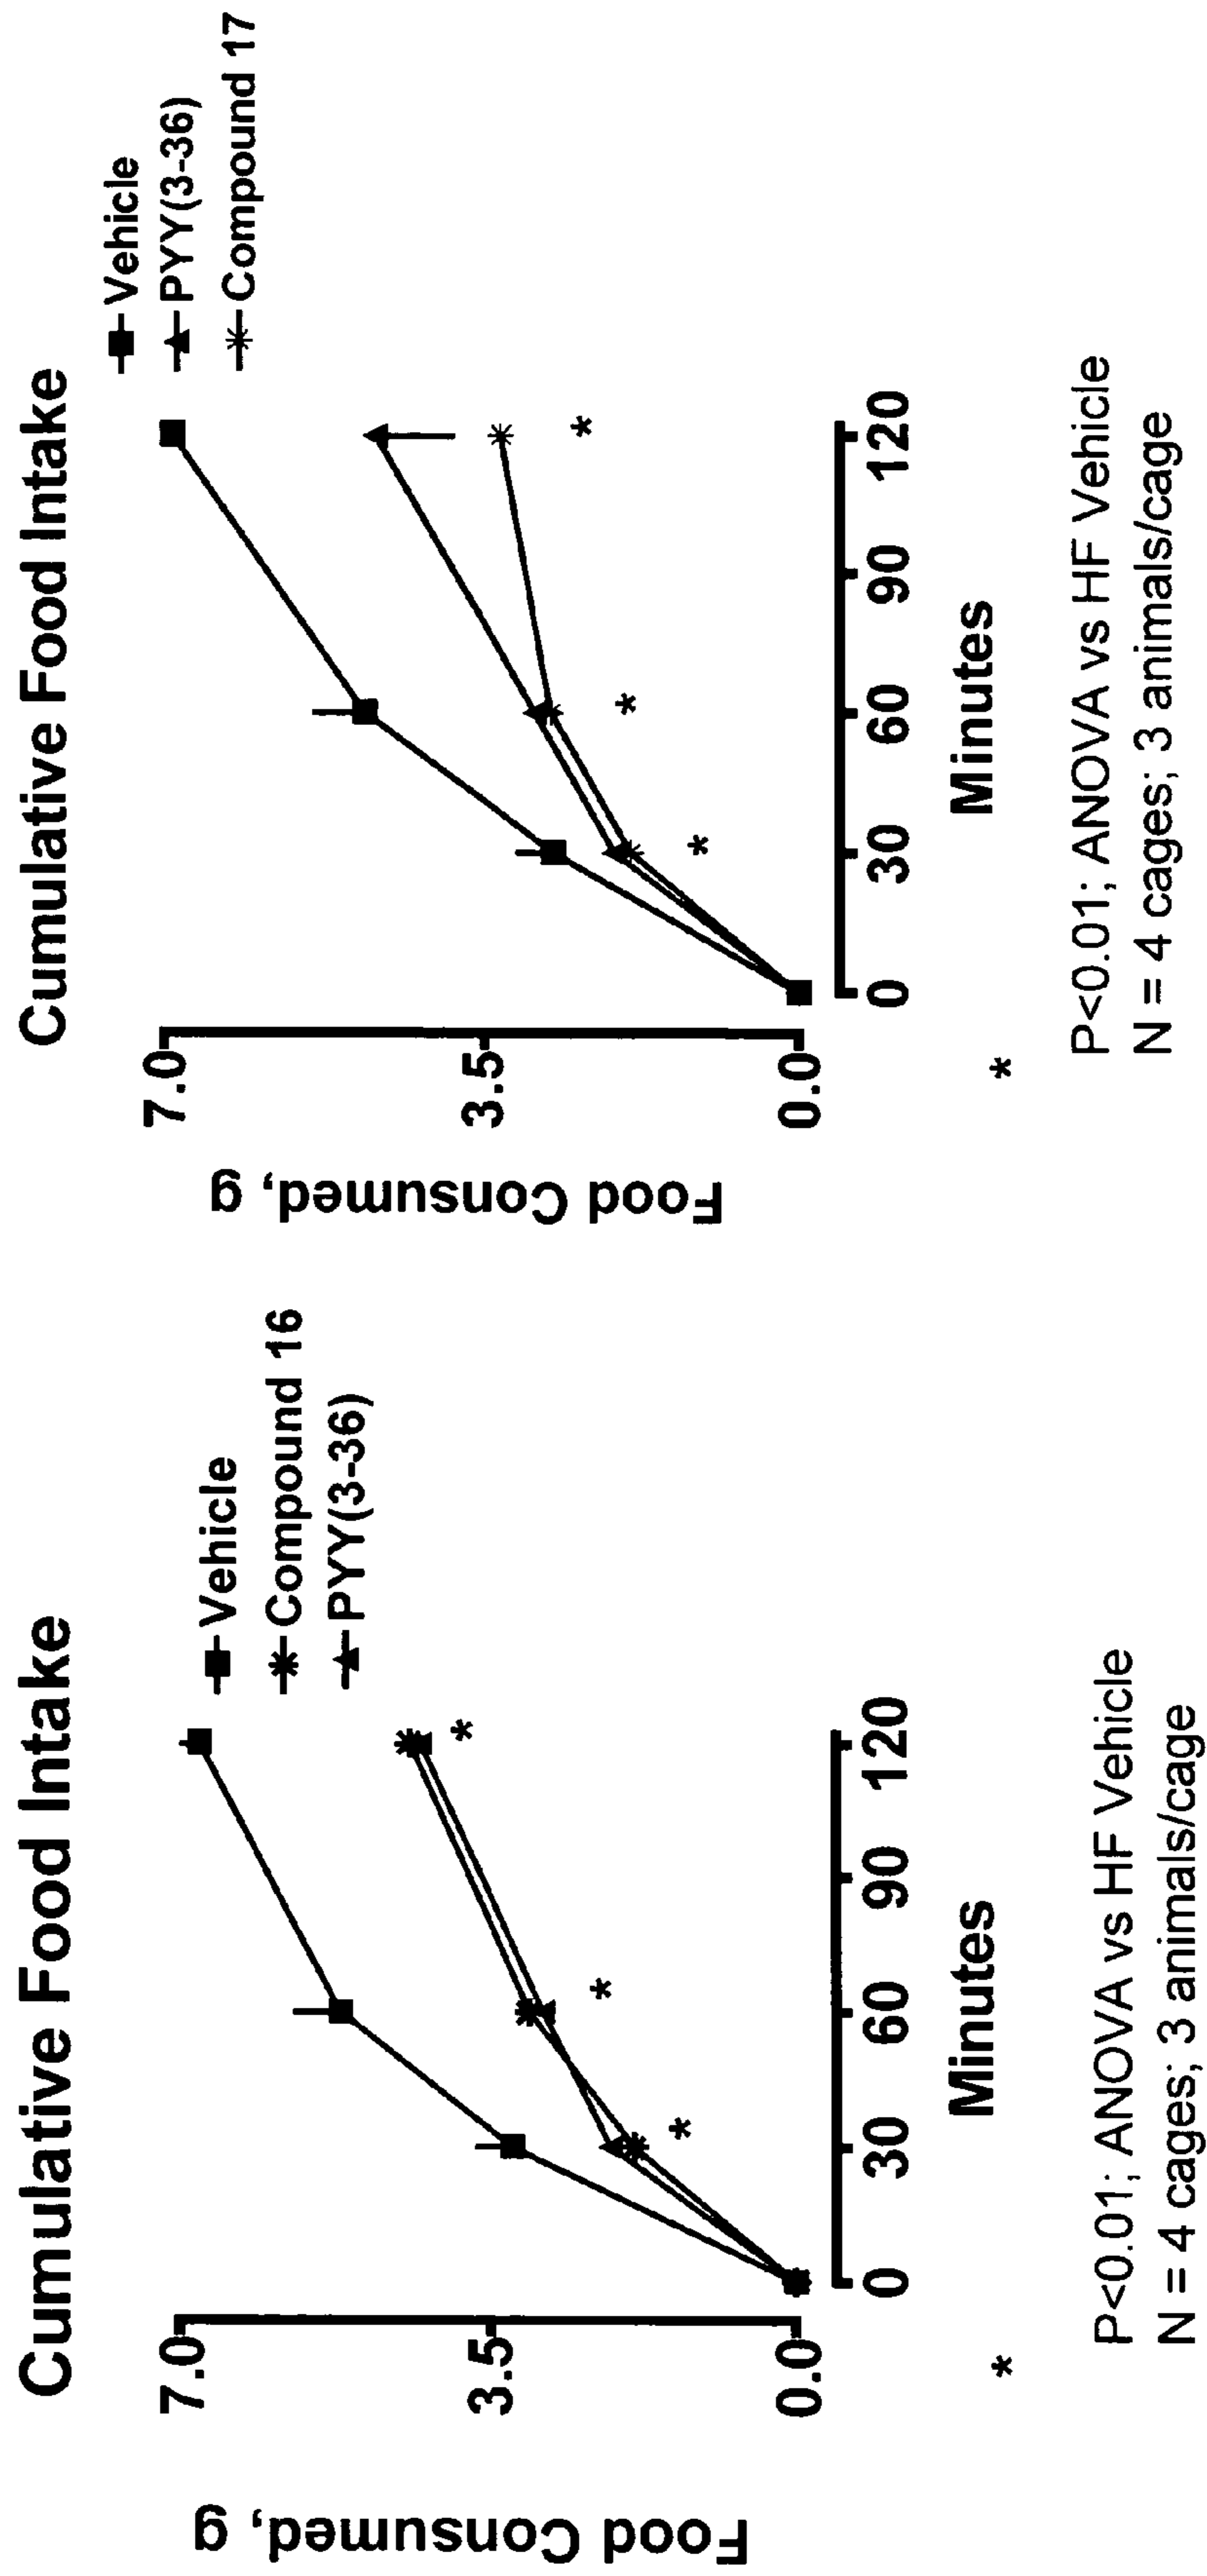 Cumulative Food Intake
Vehicle
Compound 16
PYY(3-36)
Food Consumed, g
7.0
3.5
0.0
0 30 60 90 120
Minutes
*
*
*
*
P<0.01; ANOVA vs HF Vehicle
N = 4 cages; 3 animals/cage
Cumulative Food Intake
Vehicle
PYY(3-36)
Compound 17
Food Consumed, g
7.0
3.5
0.0
0 30 60 90 120
Minutes
*
*
*
*
P<0.01; ANOVA vs HF Vehicle
N = 4 cages; 3 animals/cage